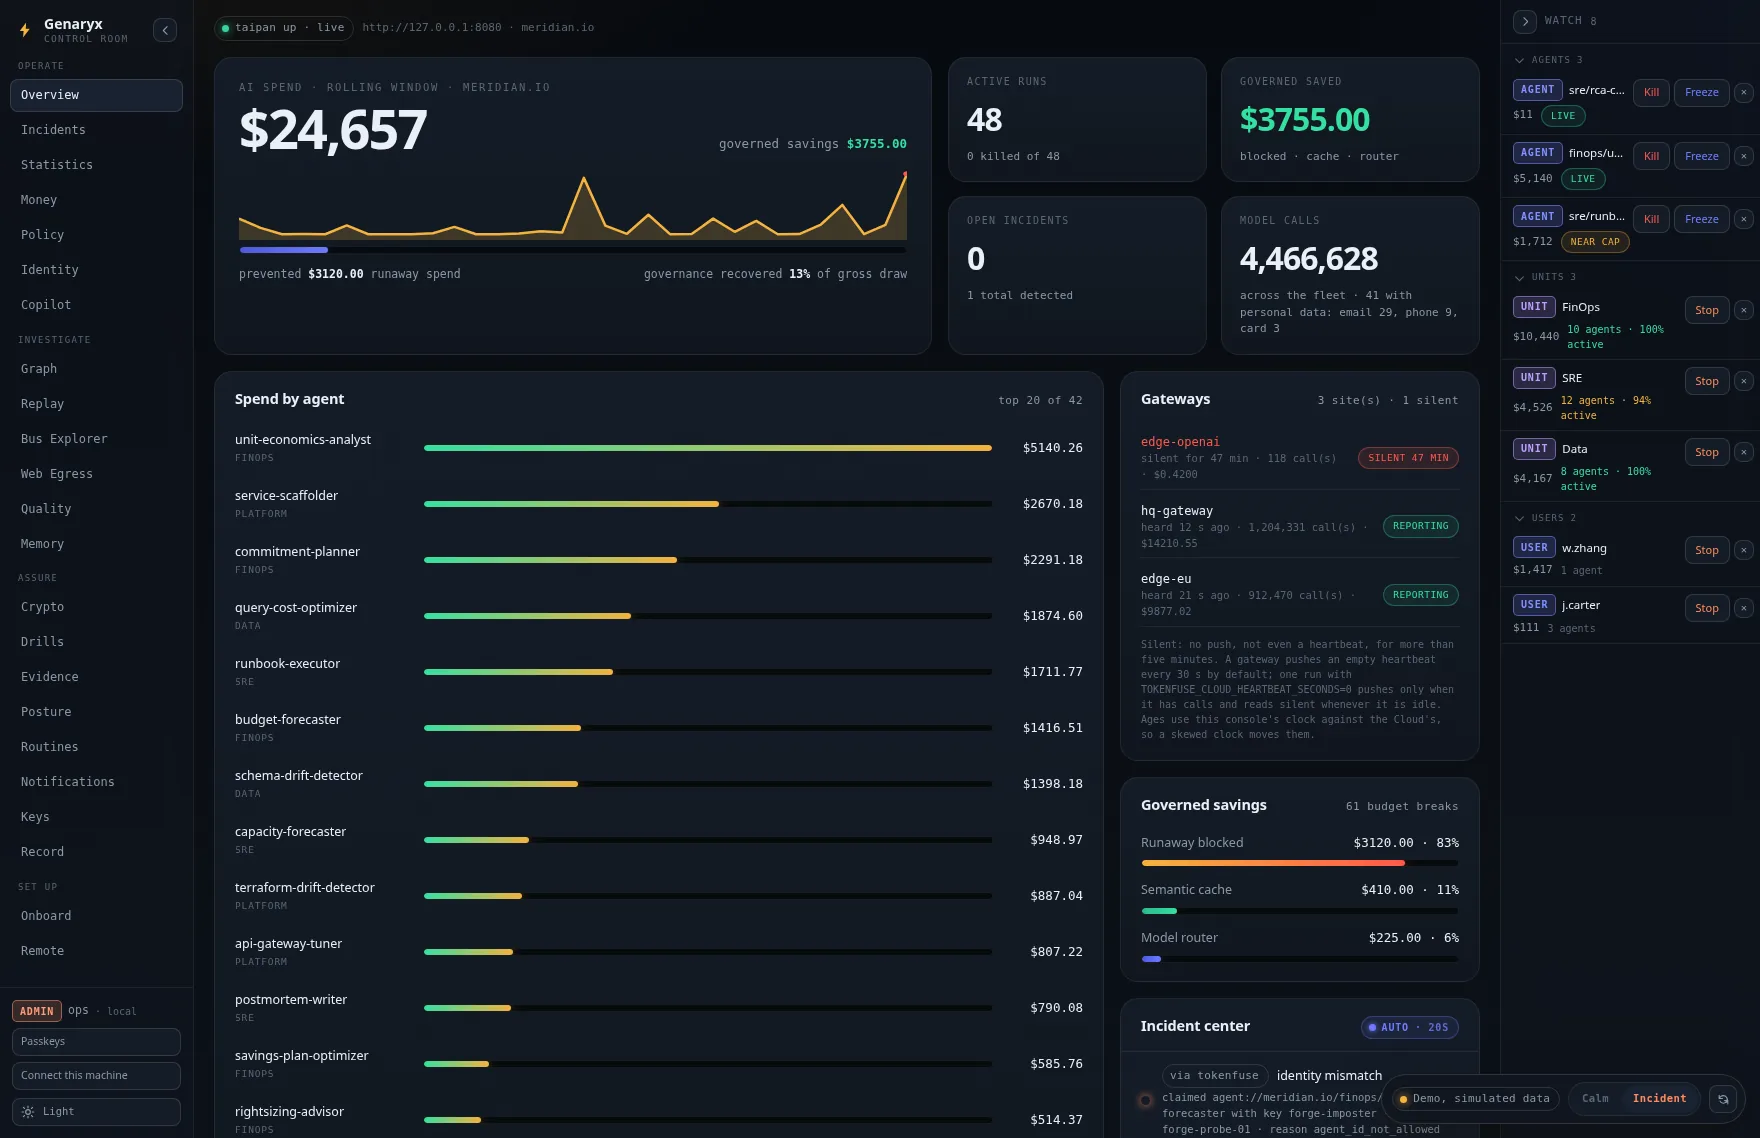 Genaryx
CONTROL ROOM
OPERATE
Overview
Incidents
Statistics
Money
Policy
Identity
Copilot
INVESTIGATE
Graph
Replay
Bus Explorer
Web Egress
Quality
Memory
ASSURE
Crypto
Drills
Evidence
Posture
Routines
Notifications
Keys
Record
SET UP
Onboard
Remote
ADMIN ops · local
Passkeys
Connect this machine
Light
taipan up · live http://127.0.0.1:8080 · meridian.io
AI SPEND · ROLLING WINDOW · MERIDIAN.IO
$24,657
governed savings $3755.00
prevented $3120.00 runaway spend
governance recovered 13% of gross draw
ACTIVE RUNS
48
0 killed of 48
GOVERNED SAVED
$3755.00
blocked · cache · router
OPEN INCIDENTS
0
1 total detected
MODEL CALLS
4,466,628
across the fleet · 41 with
personal data: email 29, phone 9,
card 3
Spend by agent
top 20 of 42
unit-economics-analyst
FINOPS
$5140.26
service-scaffolder
PLATFORM
$2670.18
commitment-planner
FINOPS
$2291.18
query-cost-optimizer
DATA
$1874.60
runbook-executor
SRE
$1711.77
budget-forecaster
FINOPS
$1416.51
schema-drift-detector
DATA
$1398.18
capacity-forecaster
SRE
$948.97
terraform-drift-detector
PLATFORM
$887.04
api-gateway-tuner
PLATFORM
$807.22
postmortem-writer
SRE
$790.08
savings-plan-optimizer
FINOPS
$585.76
rightsizing-advisor
FINOPS
$514.37
Gateways
3 site(s) · 1 silent
edge-openai
silent for 47 min · 118 call(s)
· $0.4200
SILENT 47 MIN
hq-gateway
heard 12 s ago · 1,204,331 call(s) ·
$14210.55
REPORTING
edge-eu
heard 21 s ago · 912,470 call(s) ·
$9877.02
REPORTING
Silent: no push, not even a heartbeat, for more than
five minutes. A gateway pushes an empty heartbeat
every 30 s by default; one run with
TOKENFUSE_CLOUD_HEARTBEAT_SECONDS=0 pushes only when
it has calls and reads silent whenever it is idle.
Ages use this console's clock against the Cloud's,
so a skewed clock moves them.
Governed savings
61 budget breaks
Runaway blocked
$3120.00 · 83%
Semantic cache
$410.00 · 11%
Model router
$225.00 · 6%
Incident center
AUTO · 20S
via tokenfuse identity mismatch
claimed agent://meridian.io/finops/
forecaster with key forge-imposter
forge-probe-01 · reason agent_id_not_allowed
Demo, simulated data
Calm
Incident
WATCH 8
AGENTS 3
AGENT sre/rca-c... Kill Freeze ×
$11 LIVE
AGENT finops/u... Kill Freeze ×
$5,140 LIVE
AGENT sre/runb... Kill Freeze ×
$1,712 NEAR CAP
UNITS 3
UNIT FinOps Stop ×
$10,440 10 agents · 100%
active
UNIT SRE Stop ×
$4,526 12 agents · 94%
active
UNIT Data Stop ×
$4,167 8 agents · 100%
active
USERS 2
USER w.zhang Stop ×
$1,417 1 agent
USER j.carter Stop ×
$111 3 agents